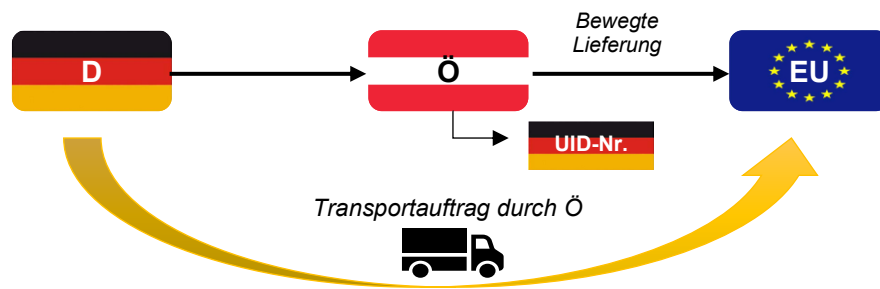 Bewegte
Lieferung
D
Ö
EU
UID-Nr.
Transportauftrag durch Ö